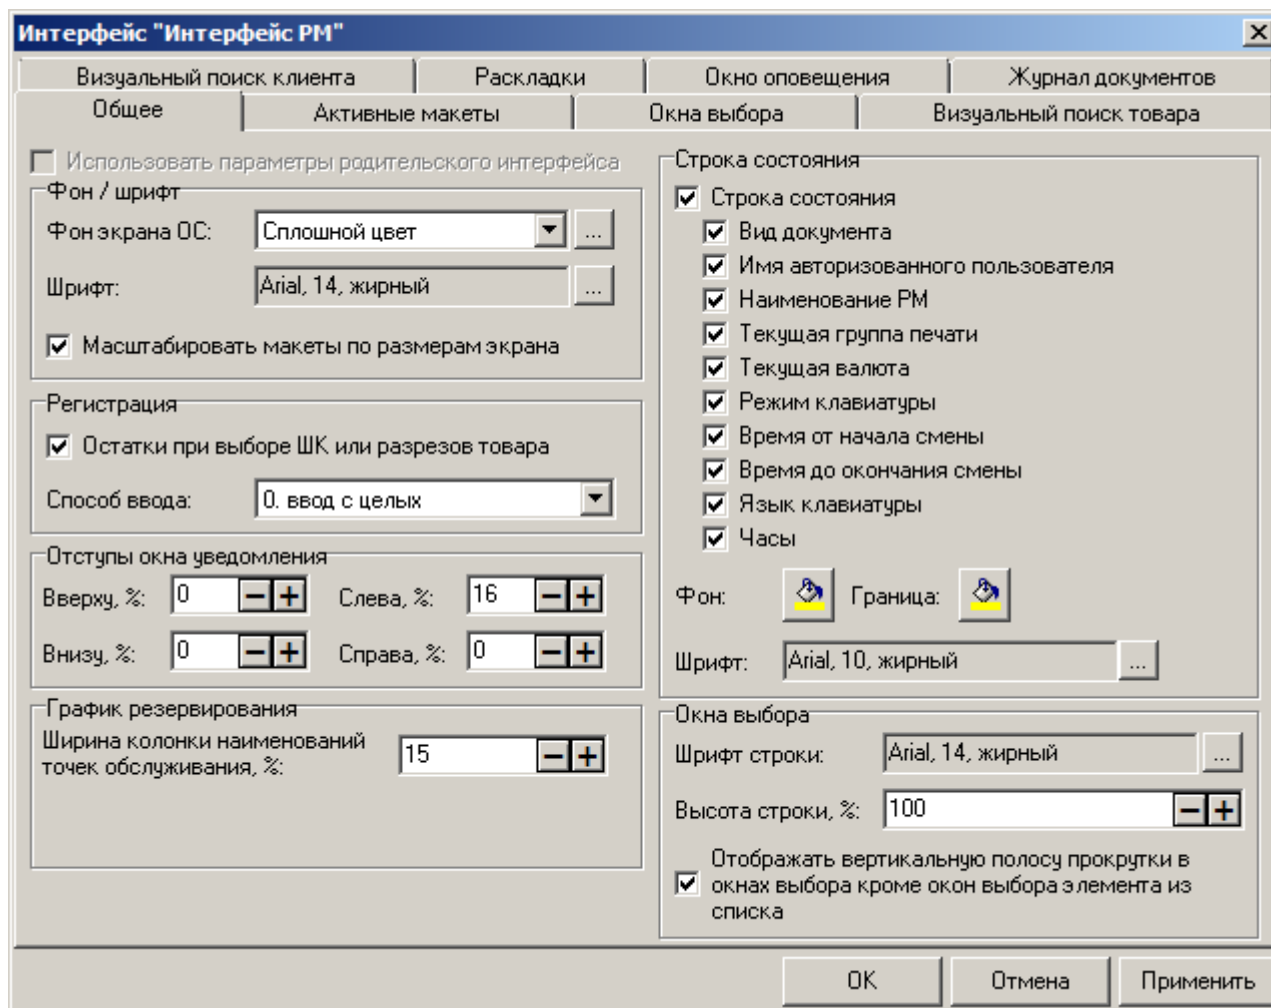 Интерфейс "Интерфейс РМ"
Визуальный поиск клиента
Раскладки
Окно оповещения
Журнал документов
Общее
Активные макеты
Окна выбора
Визуальный поиск товара
Использовать параметры родительского интерфейса
Фон / шрифт
Фон экрана ОС: Сплошной цвет ...
Шрифт: Arial, 14, жирный ...
Масштабировать макеты по размерам экрана
Регистрация
Остатки при выборе ШК или разрезов товара
Способ ввода: 0. ввод с целых
Отступы окна уведомления
Вверху, %: 0 Слева, %: 16
Внизу, %: 0 Справа, %: 0
График резервирования
Ширина колонки наименований
точек обслуживания, %: 15
Строка состояния
Строка состояния
Вид документа
Имя авторизованного пользователя
Наименование РМ
Текущая группа печати
Текущая валюта
Режим клавиатуры
Время от начала смены
Время до окончания смены
Язык клавиатуры
Часы
Фон: Граница:
Шрифт: Arial, 10, жирный ...
Окна выбора
Шрифт строки: Arial, 14, жирный ...
Высота строки, %: 100
Отображать вертикальную полосу прокрутки в
окнах выбора кроме окон выбора элемента из
списка
OK
Отмена
Применить